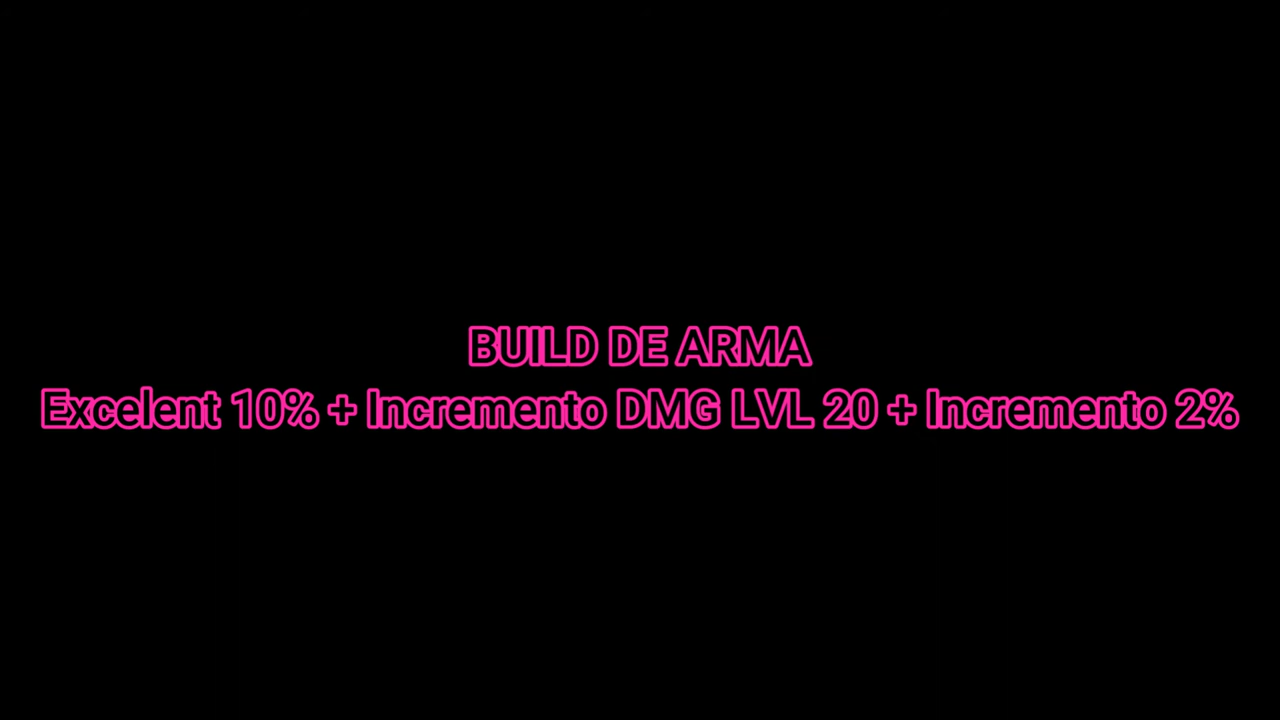 BUILD DE ARMA
Excelent 10% + Incremento DMG LVL 20 + Incremento 2%